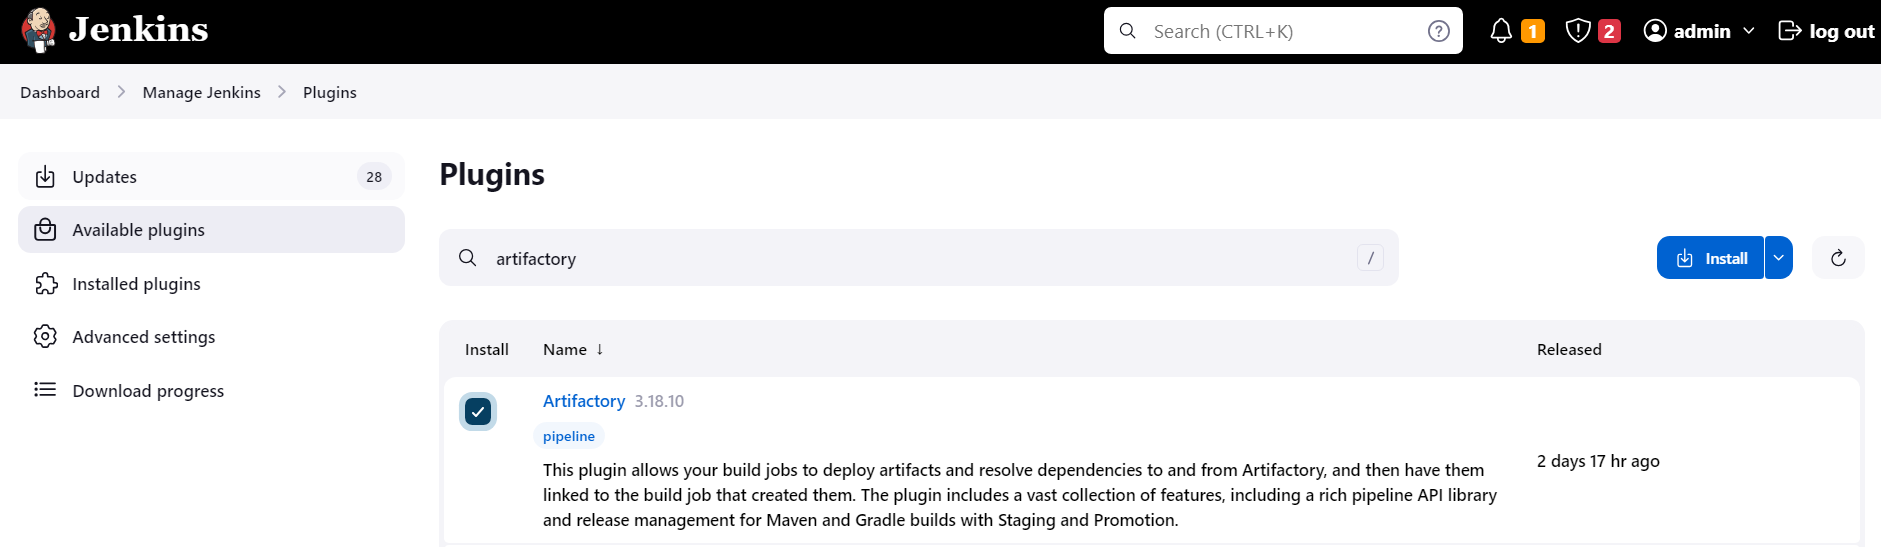 Jenkins
Search (CTRL+K)
?
1
2
admin
log out
Dashboard
Manage Jenkins
Plugins
Updates
28
Available plugins
Installed plugins
Advanced settings
Download progress
Plugins
artifactory
/
Install
Install
Name ↓
Released
Artifactory 3.18.10
pipeline
This plugin allows your build jobs to deploy artifacts and resolve dependencies to and from Artifactory, and then have them
linked to the build job that created them. The plugin includes a vast collection of features, including a rich pipeline API library
and release management for Maven and Gradle builds with Staging and Promotion.
2 days 17 hr ago